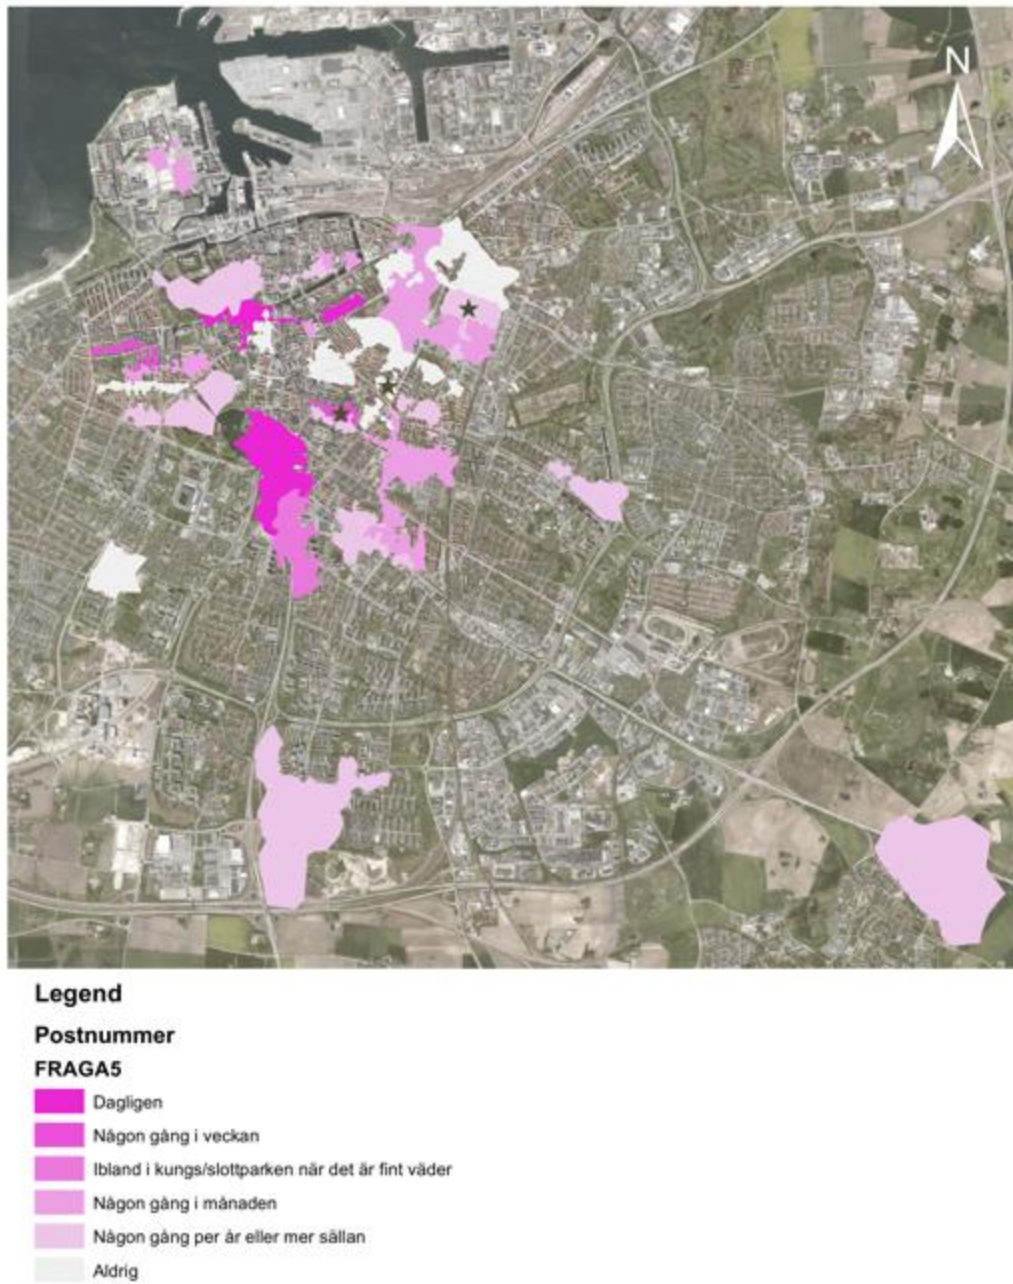 N
Legend
Postnummer
FRAGA5
Dagligen
Någon gång i veckan
Ibland i kungs/slottparken när det är fint väder
Någon gång i månaden
Någon gång per år eller mer sällan
Aldrig